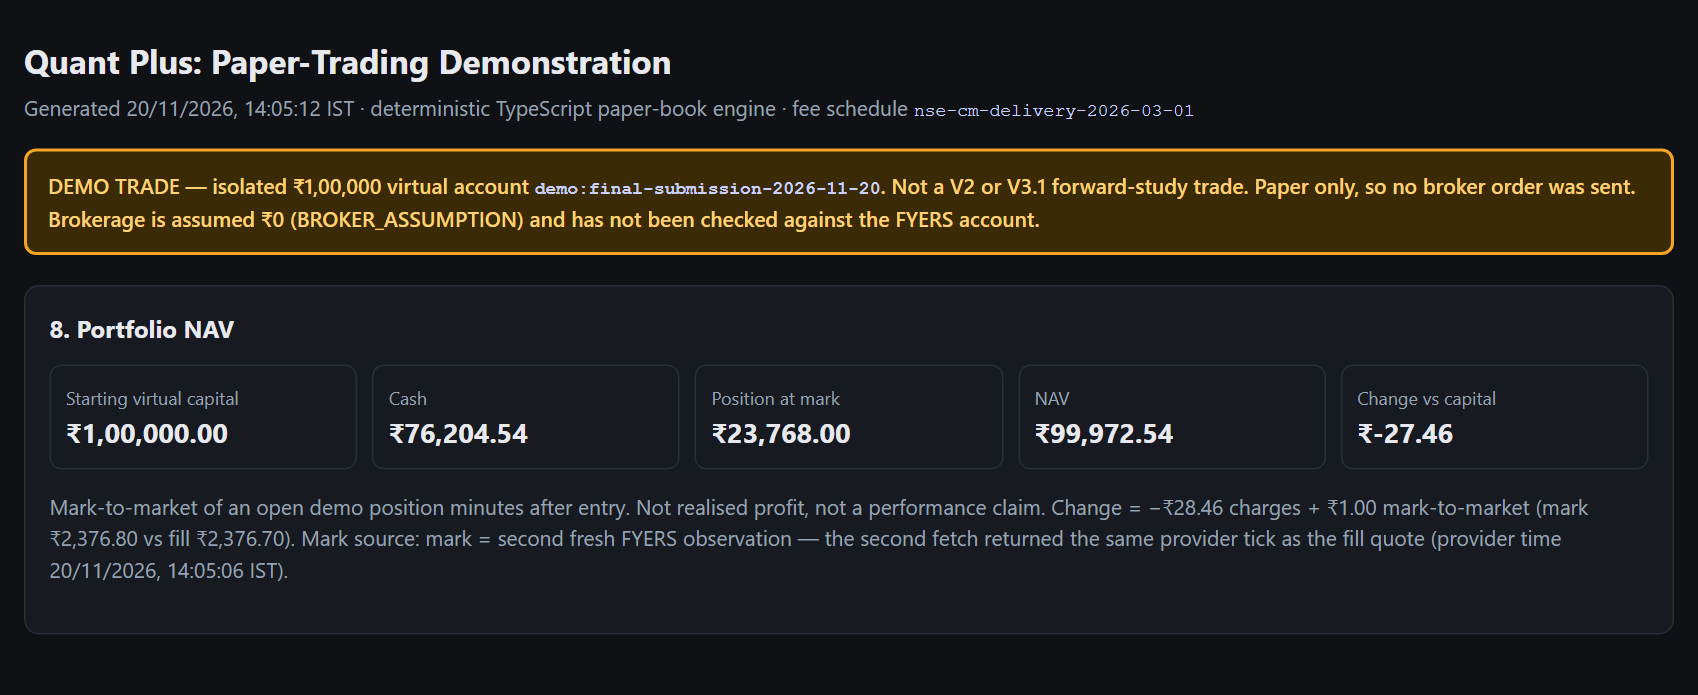 Quant Plus: Paper-Trading Demonstration
Generated 20/11/2026, 14:05:12 IST · deterministic TypeScript paper-book engine · fee schedule nse-cm-delivery-2026-03-01
DEMO TRADE — isolated ₹1,00,000 virtual account demo:final-submission-2026-11-20. Not a V2 or V3.1 forward-study trade. Paper only, so no broker order was sent.
Brokerage is assumed ₹0 (BROKER_ASSUMPTION) and has not been checked against the FYERS account.
8. Portfolio NAV
Starting virtual capital
₹1,00,000.00
Cash
₹76,204.54
Position at mark
₹23,768.00
NAV
₹99,972.54
Change vs capital
₹-27.46
Mark-to-market of an open demo position minutes after entry. Not realised profit, not a performance claim. Change = −₹28.46 charges + ₹1.00 mark-to-market (mark
₹2,376.80 vs fill ₹2,376.70). Mark source: mark = second fresh FYERS observation — the second fetch returned the same provider tick as the fill quote (provider time
20/11/2026, 14:05:06 IST).